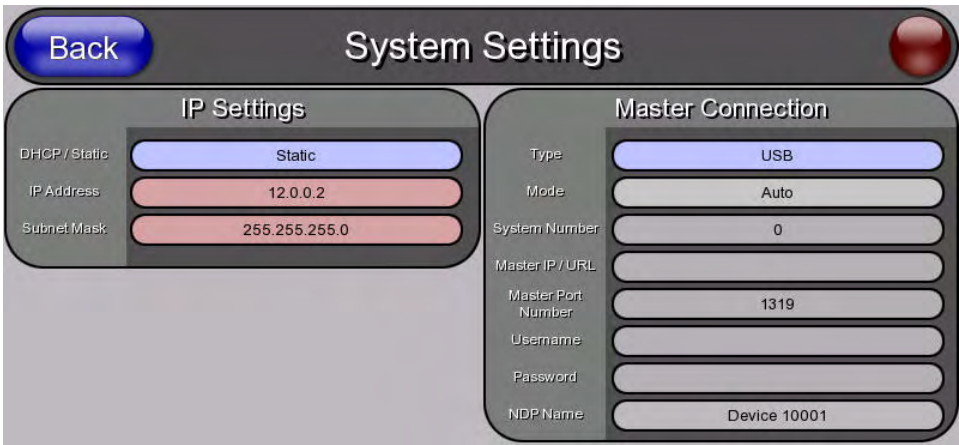 Back
System Settings
IP Settings
DHCP / Static
Static
IP Address
12.0.0.2
Subnet Mask
255.255.255.0
Master Connection
Type
USB
Mode
Auto
System Number
0
Master IP / URL
Master Port
Number
1319
Username
Password
NDP Name
Device 10001